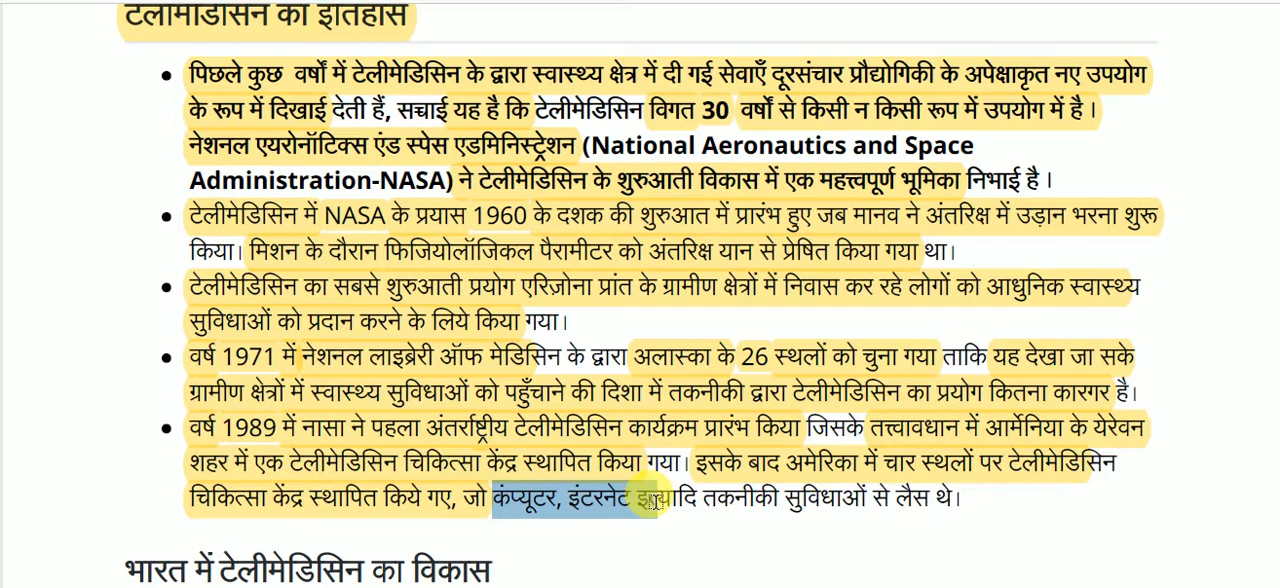 टेलीमेडिसिन का इतिहास
पिछले कुछ वर्षों में टेलीमेडिसिन के द्वारा स्वास्थ्य क्षेत्र में दी गई सेवाएँ दूरसंचार प्रौद्योगिकी के अपेक्षाकृत नए उपयोग
के रूप में दिखाई देती हैं, सच्चाई यह है कि टेलीमेडिसिन विगत 30 वर्षों से किसी न किसी रूप में उपयोग में है।
नेशनल एयरोनॉटिक्स एंड स्पेस एडमिनिस्ट्रेशन (National Aeronautics and Space
Administration-NASA) ने टेलीमेडिसिन के शुरुआती विकास में एक महत्त्वपूर्ण भूमिका निभाई है।
टेलीमेडिसिन में NASA के प्रयास 1960 के दशक की शुरुआत में प्रारंभ हुए जब मानव ने अंतरिक्ष में उड़ान भरना शुरू
किया। मिशन के दौरान फिजियोलॉजिकल पैरामीटर को अंतरिक्ष यान से प्रेषित किया गया था।
टेलीमेडिसिन का सबसे शुरुआती प्रयोग एरिज़ोना प्रांत के ग्रामीण क्षेत्रों में निवास कर रहे लोगों को आधुनिक स्वास्थ्य
सुविधाओं को प्रदान करने के लिये किया गया।
वर्ष 1971 में नेशनल लाइब्रेरी ऑफ मेडिसिन के द्वारा अलास्का के 26 स्थलों को चुना गया ताकि यह देखा जा सके
ग्रामीण क्षेत्रों में स्वास्थ्य सुविधाओं को पहुँचाने की दिशा में तकनीकी द्वारा टेलीमेडिसिन का प्रयोग कितना कारगर है।
वर्ष 1989 में नासा ने पहला अंतर्राष्ट्रीय टेलीमेडिसिन कार्यक्रम प्रारंभ किया जिसके तत्त्वावधान में आर्मेनिया के येरेवन
शहर में एक टेलीमेडिसिन चिकित्सा केंद्र स्थापित किया गया। इसके बाद अमेरिका में चार स्थलों पर टेलीमेडिसिन
चिकित्सा केंद्र स्थापित किये गए, जो कंप्यूटर, इंटरनेट इत्यादि तकनीकी सुविधाओं से लैस थे।
भारत में टेलीमेडिसिन का विकास